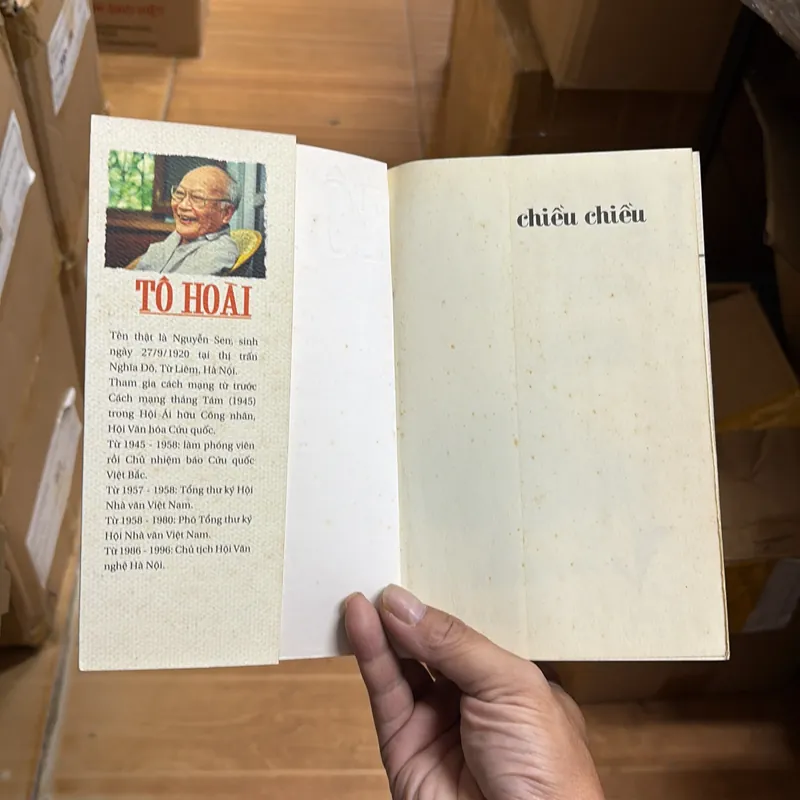 TÔ HOÀI
Tên thật là Nguyễn Sen, sinh
ngày 27/9/1920 tại thị trấn
Nghĩa Đô, Từ Liêm, Hà Nội.
Tham gia cách mạng từ trước
Cách mạng tháng Tám (1945)
trong Hội Ái hữu Công nhân,
Hội Văn hóa Cứu quốc.
Từ 1945 - 1958: làm phóng viên
rồi Chủ nhiệm báo Cứu quốc
Việt Bắc.
Từ 1957 - 1958: Tổng thư ký Hội
Nhà văn Việt Nam.
Từ 1958 - 1980: Phó Tổng thư ký
Hội Nhà văn Việt Nam.
Từ 1986 - 1996: Chủ tịch Hội Văn
nghệ Hà Nội.
chiều chiều